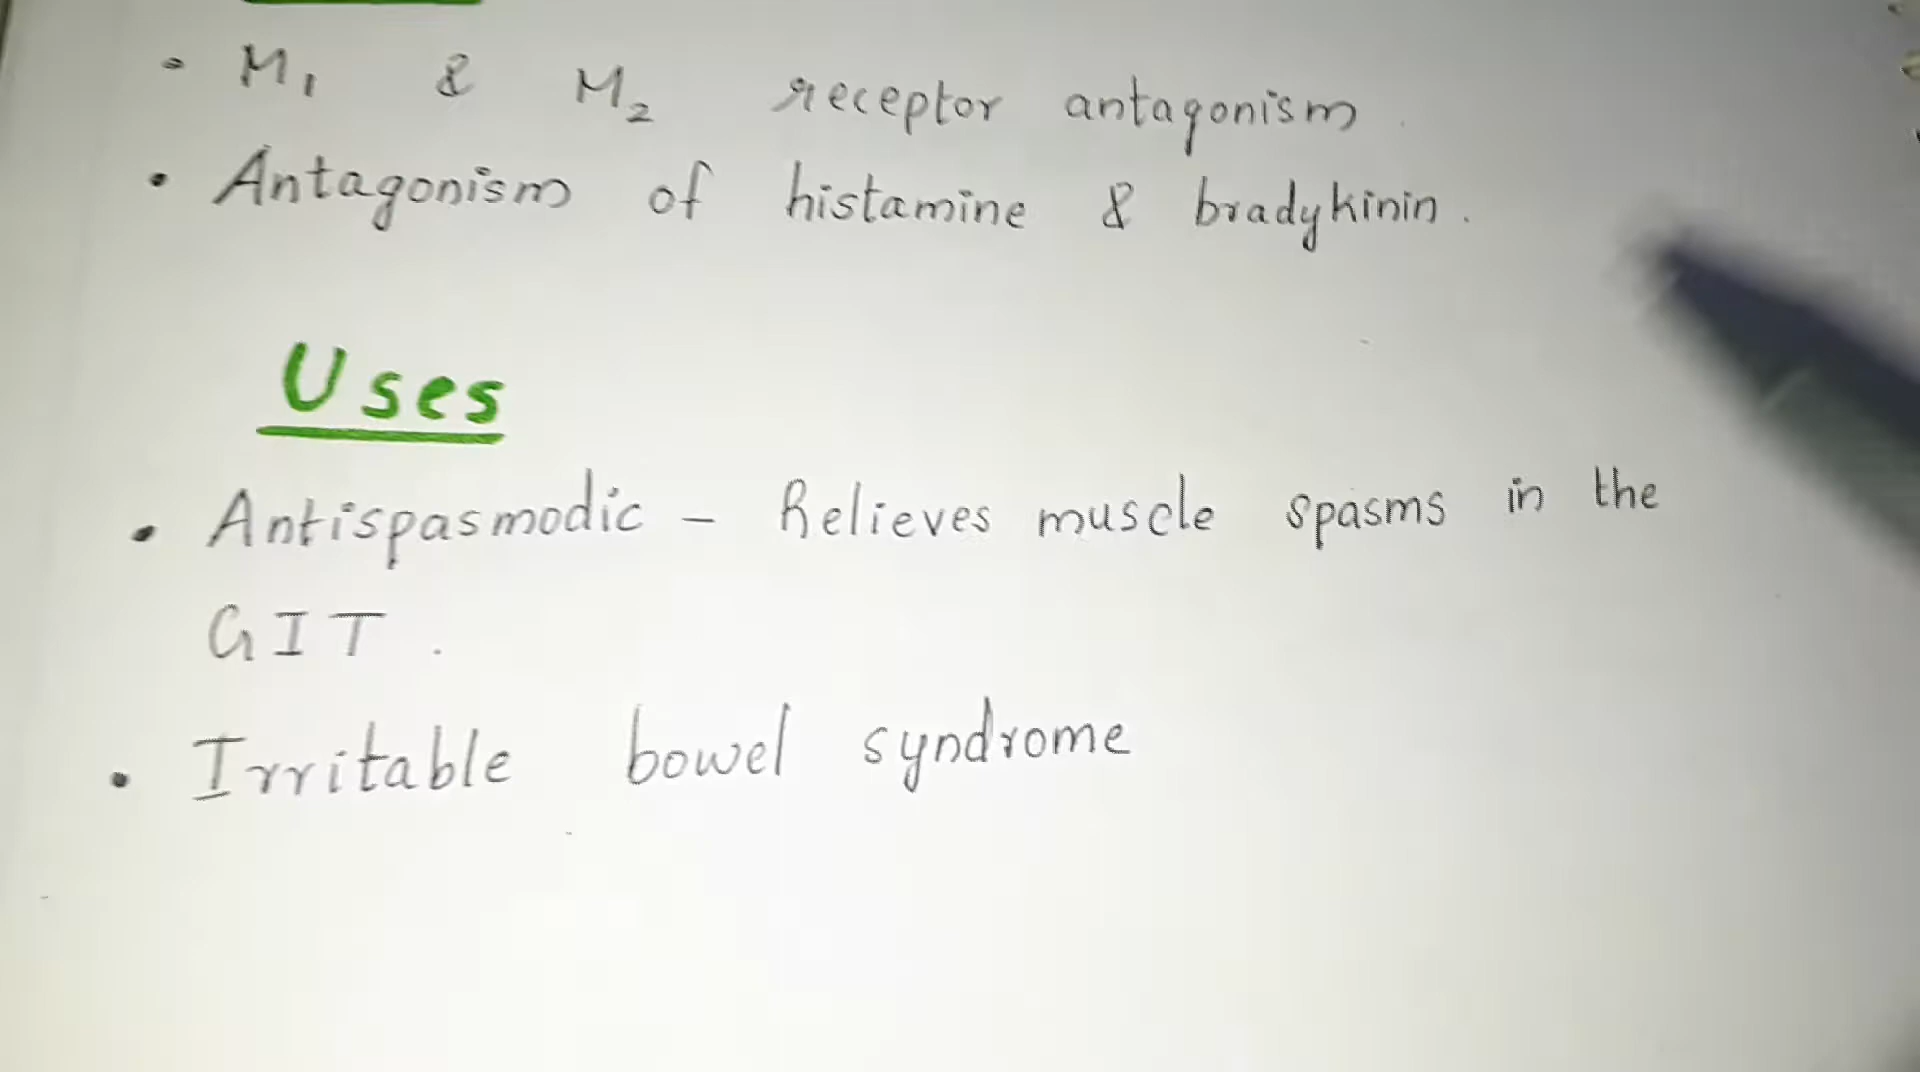 • M₁ & M₂ receptor antagonism
• Antagonism of histamine & bradykinin.
Uses
• Antispasmodic - Relieves muscle spasms in the
GIT.
• Irritable bowel syndrome